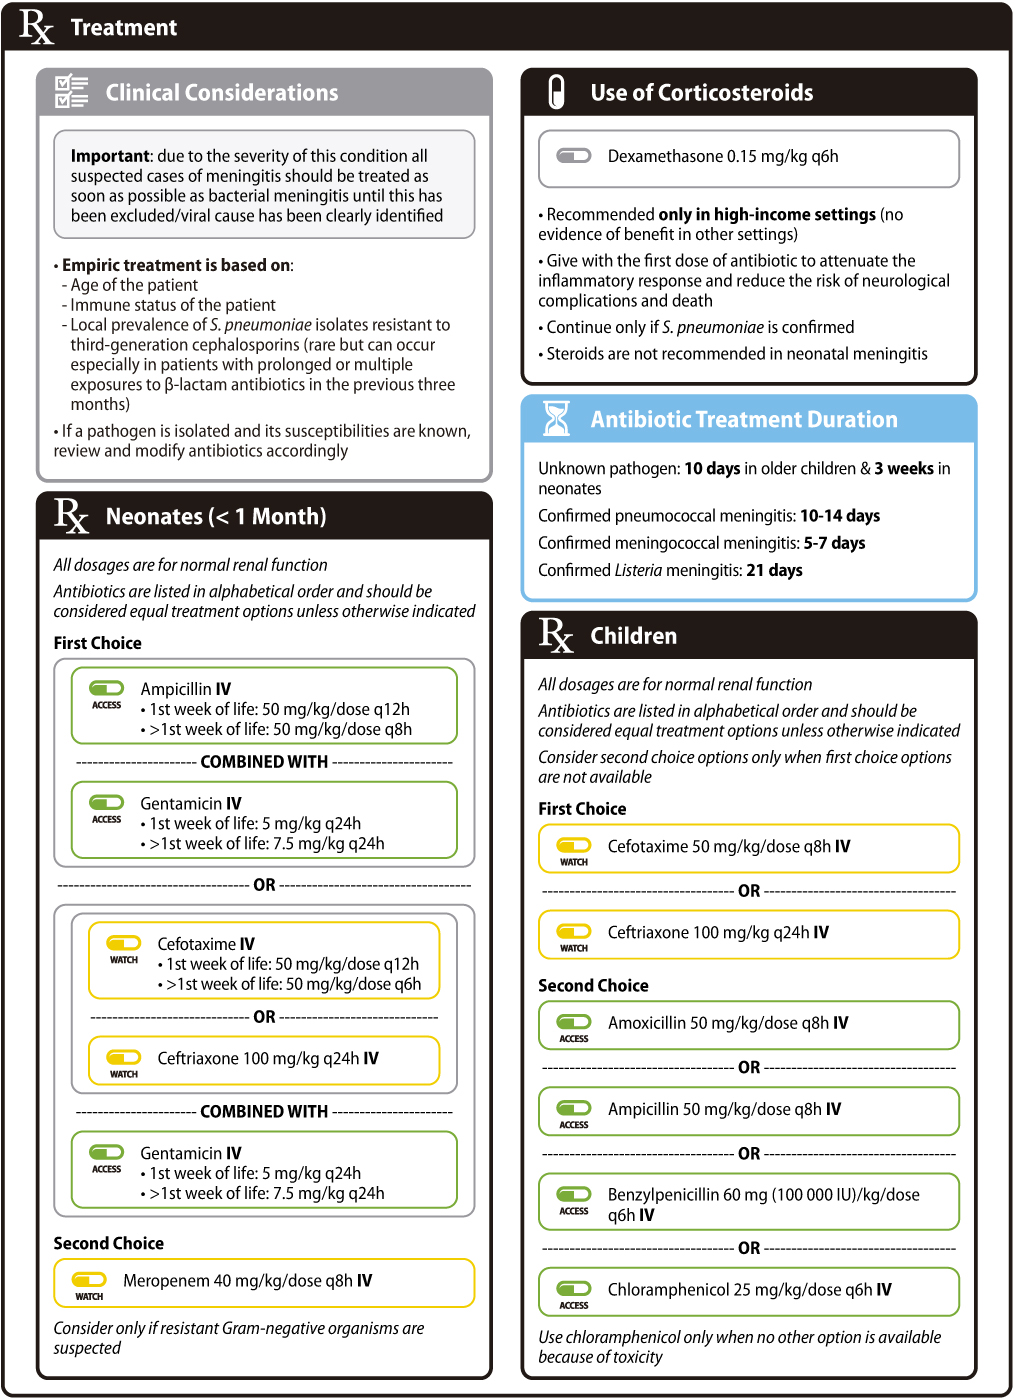 Rx Treatment
Clinical Considerations
Important: due to the severity of this condition all
suspected cases of meningitis should be treated as
soon as possible as bacterial meningitis until this has
been excluded/viral cause has been clearly identified
• Empiric treatment is based on:
- Age of the patient
- Immune status of the patient
- Local prevalence of S. pneumoniae isolates resistant to
third-generation cephalosporins (rare but can occur
especially in patients with prolonged or multiple
exposures to β-lactam antibiotics in the previous three
months)
• If a pathogen is isolated and its susceptibilities are known,
review and modify antibiotics accordingly
Rx Neonates (< 1 Month)
All dosages are for normal renal function
Antibiotics are listed in alphabetical order and should be
considered equal treatment options unless otherwise indicated
First Choice
ACCESS
Ampicillin IV
• 1st week of life: 50 mg/kg/dose q12h
• >1st week of life: 50 mg/kg/dose q8h
COMBINED WITH
ACCESS
Gentamicin IV
• 1st week of life: 5 mg/kg q24h
• >1st week of life: 7.5 mg/kg q24h
OR
WATCH
Cefotaxime IV
• 1st week of life: 50 mg/kg/dose q12h
• >1st week of life: 50 mg/kg/dose q6h
OR
WATCH
Ceftriaxone 100 mg/kg q24h IV
COMBINED WITH
ACCESS
Gentamicin IV
• 1st week of life: 5 mg/kg q24h
• >1st week of life: 7.5 mg/kg q24h
Second Choice
WATCH
Meropenem 40 mg/kg/dose q8h IV
Consider only if resistant Gram-negative organisms are
suspected
Use of Corticosteroids
Dexamethasone 0.15 mg/kg q6h
• Recommended only in high-income settings (no
evidence of benefit in other settings)
• Give with the first dose of antibiotic to attenuate the
inflammatory response and reduce the risk of neurological
complications and death
• Continue only if S. pneumoniae is confirmed
• Steroids are not recommended in neonatal meningitis
Antibiotic Treatment Duration
Unknown pathogen: 10 days in older children & 3 weeks in
neonates
Confirmed pneumococcal meningitis: 10-14 days
Confirmed meningococcal meningitis: 5-7 days
Confirmed Listeria meningitis: 21 days
Rx Children
All dosages are for normal renal function
Antibiotics are listed in alphabetical order and should be
considered equal treatment options unless otherwise indicated
Consider second choice options only when first choice options
are not available
First Choice
WATCH
Cefotaxime 50 mg/kg/dose q8h IV
OR
WATCH
Ceftriaxone 100 mg/kg q24h IV
Second Choice
ACCESS
Amoxicillin 50 mg/kg/dose q8h IV
OR
ACCESS
Ampicillin 50 mg/kg/dose q8h IV
OR
ACCESS
Benzylpenicillin 60 mg (100 000 IU)/kg/dose
q6h IV
OR
ACCESS
Chloramphenicol 25 mg/kg/dose q6h IV
Use chloramphenicol only when no other option is available
because of toxicity